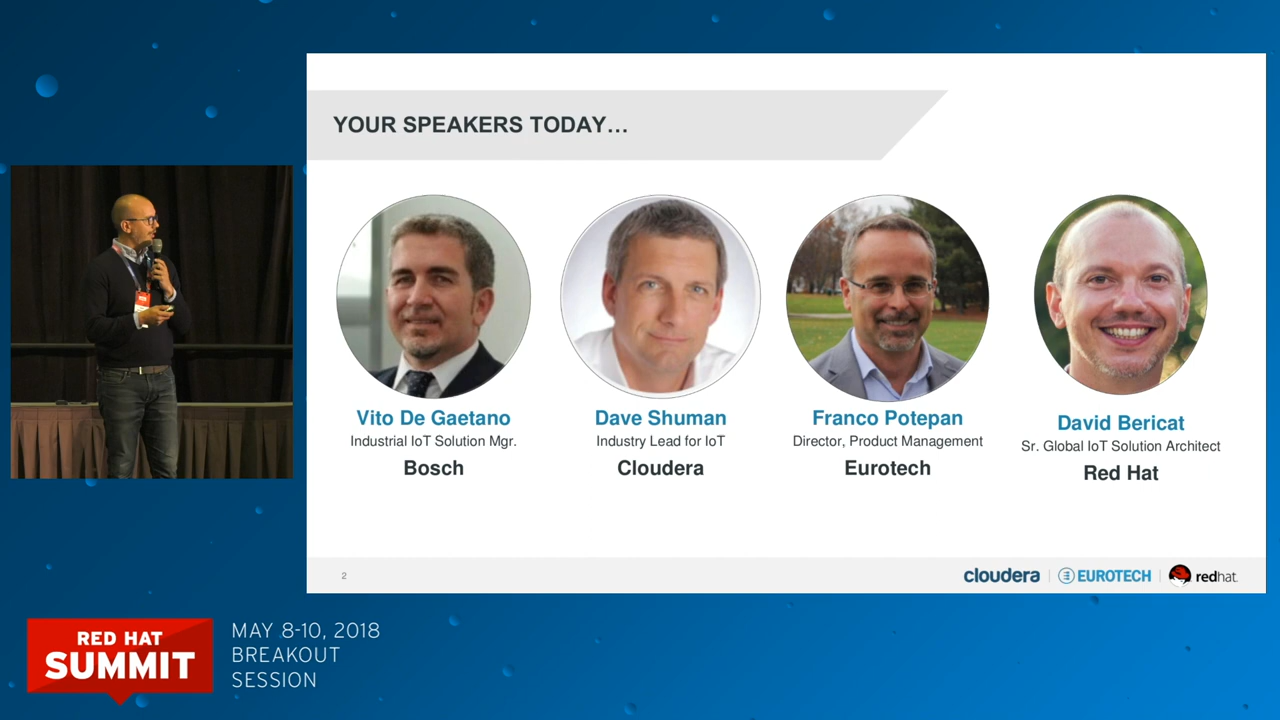 YOUR SPEAKERS TODAY…
Vito De Gaetano
Industrial IoT Solution Mgr.
Bosch
Dave Shuman
Industry Lead for IoT
Cloudera
Franco Potepan
Director, Product Management
Eurotech
David Bericat
Sr. Global IoT Solution Architect
Red Hat
2
cloudera
EUROTECH
redhat.
RED HAT
SUMMIT
MAY 8-10, 2018
BREAKOUT
SESSION